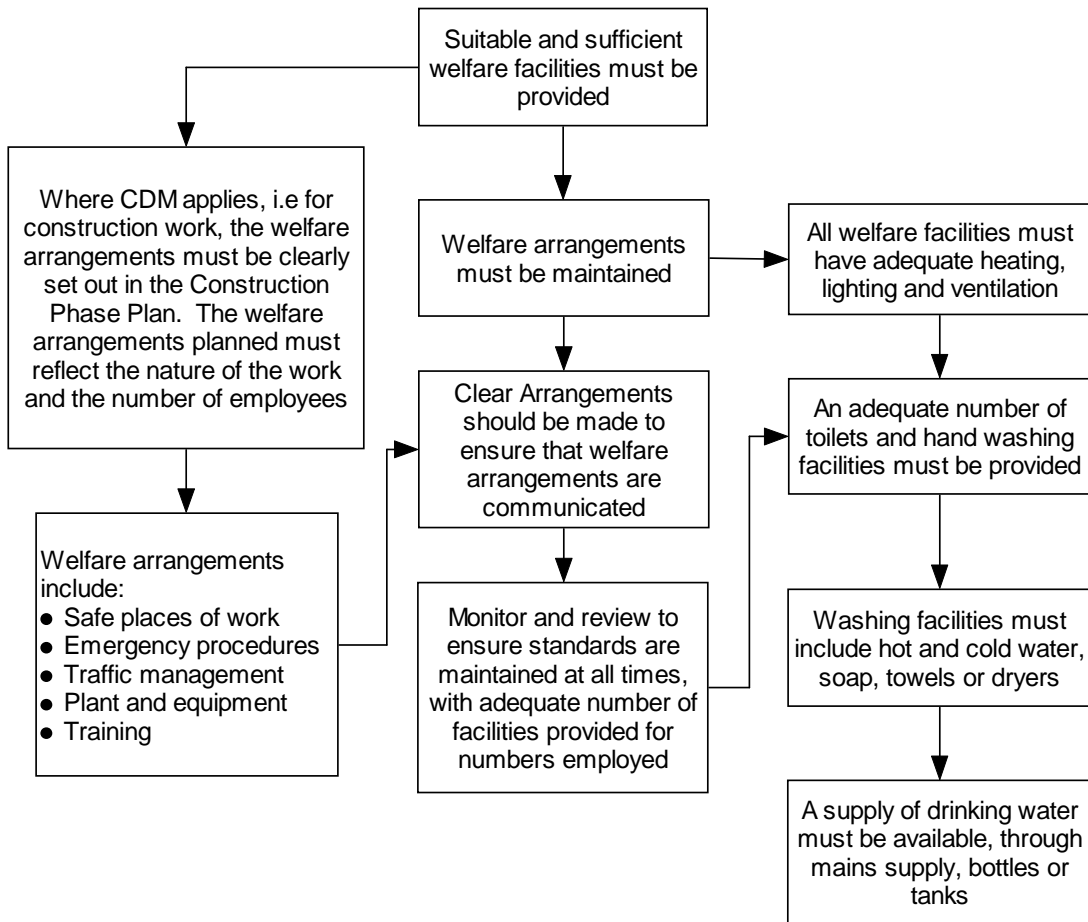 Suitable and sufficient
welfare facilities must be
provided
Where CDM applies, i.e for
construction work, the welfare
arrangements must be clearly
set out in the Construction
Phase Plan.  The welfare
arrangements planned must
reflect the nature of the work
and the number of employees
Welfare arrangements
must be maintained
All welfare facilities must
have adequate heating,
lighting and ventilation
Clear Arrangements
should be made to
ensure that welfare
arrangements are
communicated
An adequate number of
toilets and hand washing
facilities must be provided
Welfare arrangements
include:
● Safe places of work
● Emergency procedures
● Traffic management
● Plant and equipment
● Training
Monitor and review to
ensure standards are
maintained at all times,
with adequate number of
facilities provided for
numbers employed
Washing facilities must
include hot and cold water,
soap, towels or dryers
A supply of drinking water
must be available, through
mains supply, bottles or
tanks